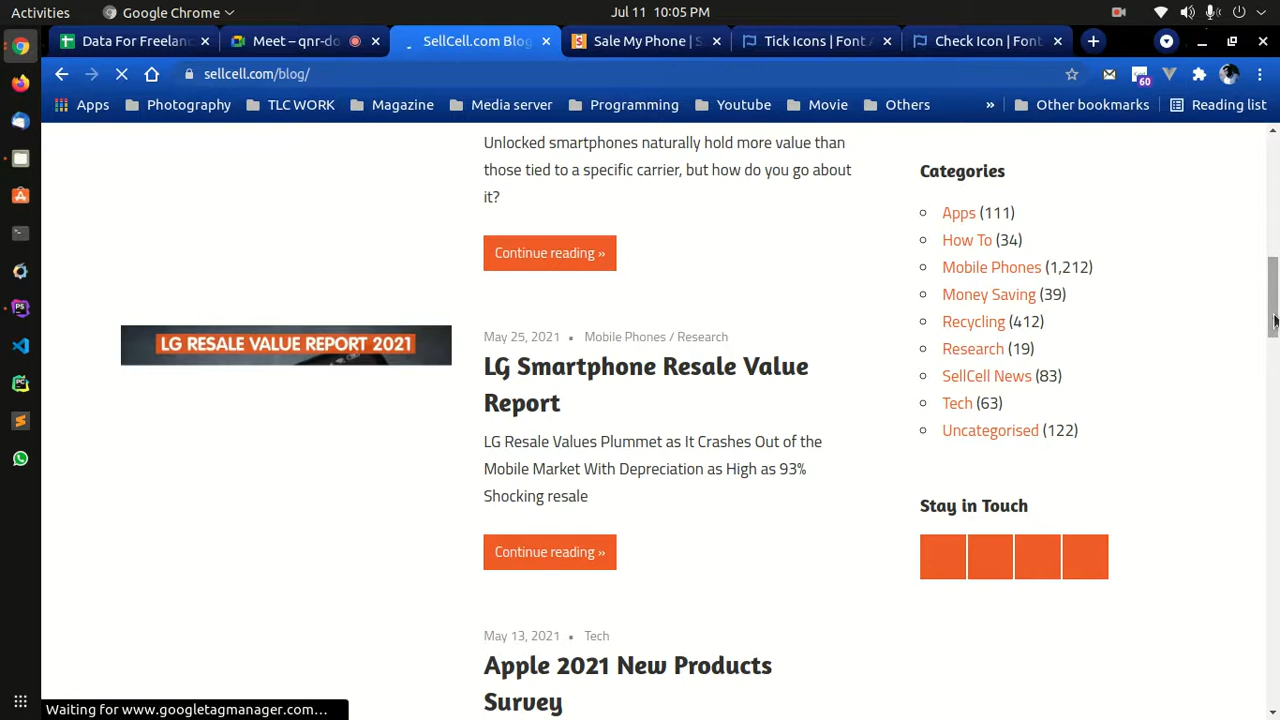 Activities
Google Chrome
Jul 11 10:05 PM
Data For Freelanc
Meet – qnr-do
SellCell.com Blog
Sale My Phone | S
Tick Icons | Font A
Check Icon | Font
sellcell.com/blog/
60
Apps
Photography
TLC WORK
Magazine
Media server
Programming
Youtube
Movie
Others
»
Other bookmarks
Reading list
Unlocked smartphones naturally hold more value than
those tied to a specific carrier, but how do you go about
it?
Continue reading »
LG RESALE VALUE REPORT 2021
May 25, 2021 • Mobile Phones / Research
LG Smartphone Resale Value
Report
LG Resale Values Plummet as It Crashes Out of the
Mobile Market With Depreciation as High as 93%
Shocking resale
Continue reading »
May 13, 2021 • Tech
Apple 2021 New Products
Survey
Categories
Apps (111)
How To (34)
Mobile Phones (1,212)
Money Saving (39)
Recycling (412)
Research (19)
SellCell News (83)
Tech (63)
Uncategorised (122)
Stay in Touch
Waiting for www.googletagmanager.com...